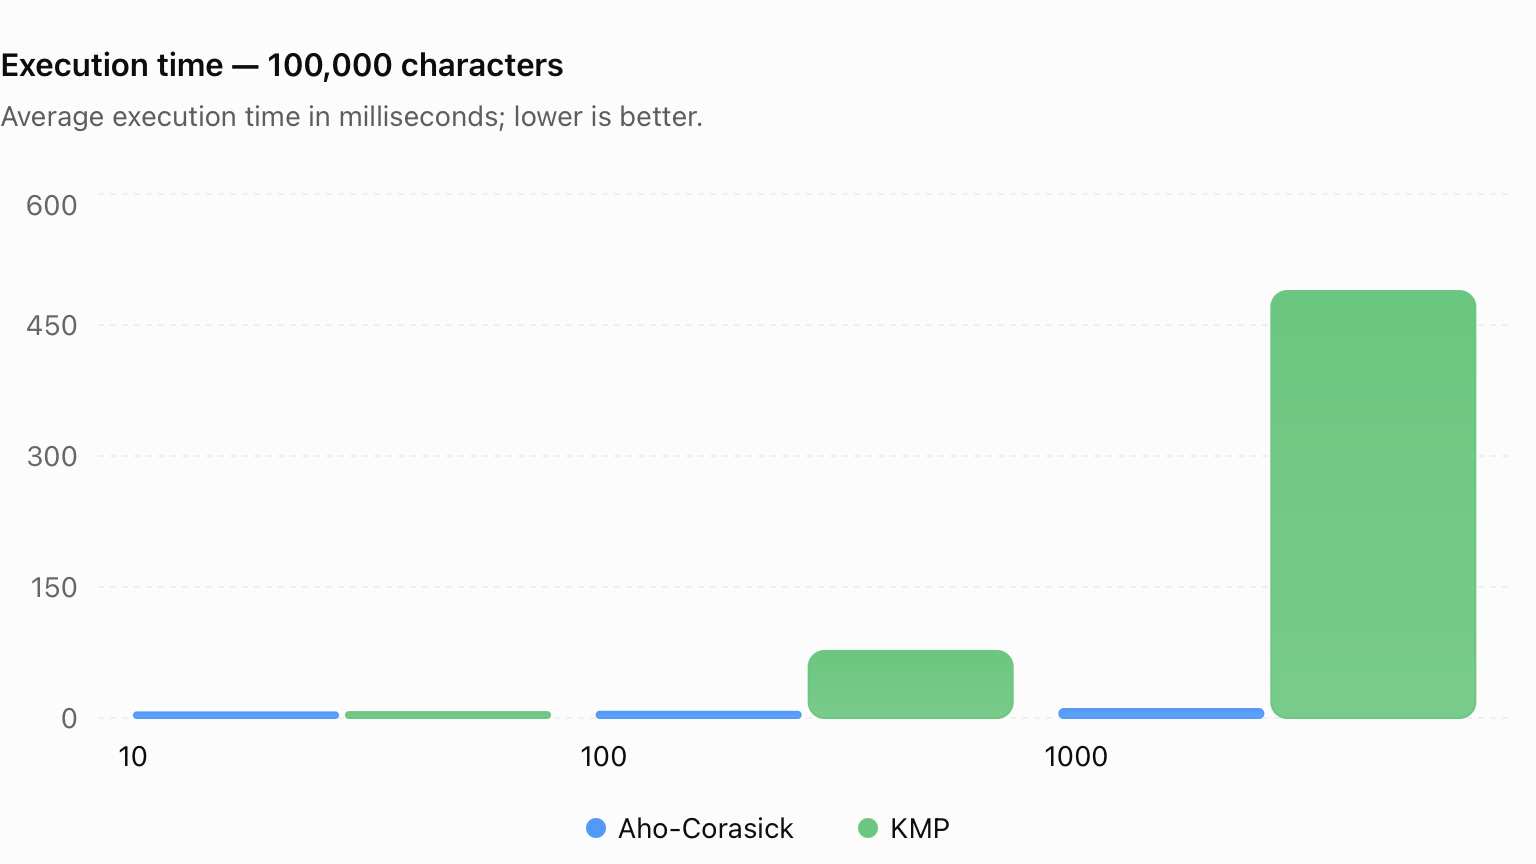 Execution time — 100,000 characters
Average execution time in milliseconds; lower is better.
600
450
300
150
0
10 100 1000
Aho-Corasick KMP